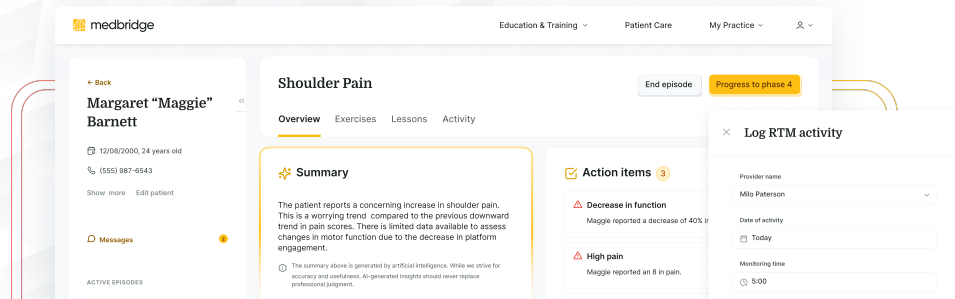 medbridge
Education & Training
Patient Care
My Practice
← Back
Margaret “Maggie”
Barnett
12/08/2000, 24 years old
(555) 987-6543
Show more
Edit patient
Messages
2
ACTIVE EPISODES
Shoulder Pain
End episode
Progress to phase 4
Overview
Exercises
Lessons
Activity
Summary
The patient reports a concerning increase in shoulder pain.
This is a worrying trend compared to the previous downward
trend in pain scores. There is limited data available to assess
changes in motor function due to the decrease in platform
engagement.
The summary above is generated by artificial intelligence. While we strive for
accuracy and usefulness, AI-generated insights should never replace
professional judgment.
Action items 3
Decrease in function
Maggie reported a decrease of 40% i
High pain
Maggie reported an 8 in pain.
Log RTM activity
Provider name
Milo Paterson
Date of activity
Today
Monitoring time
5:00